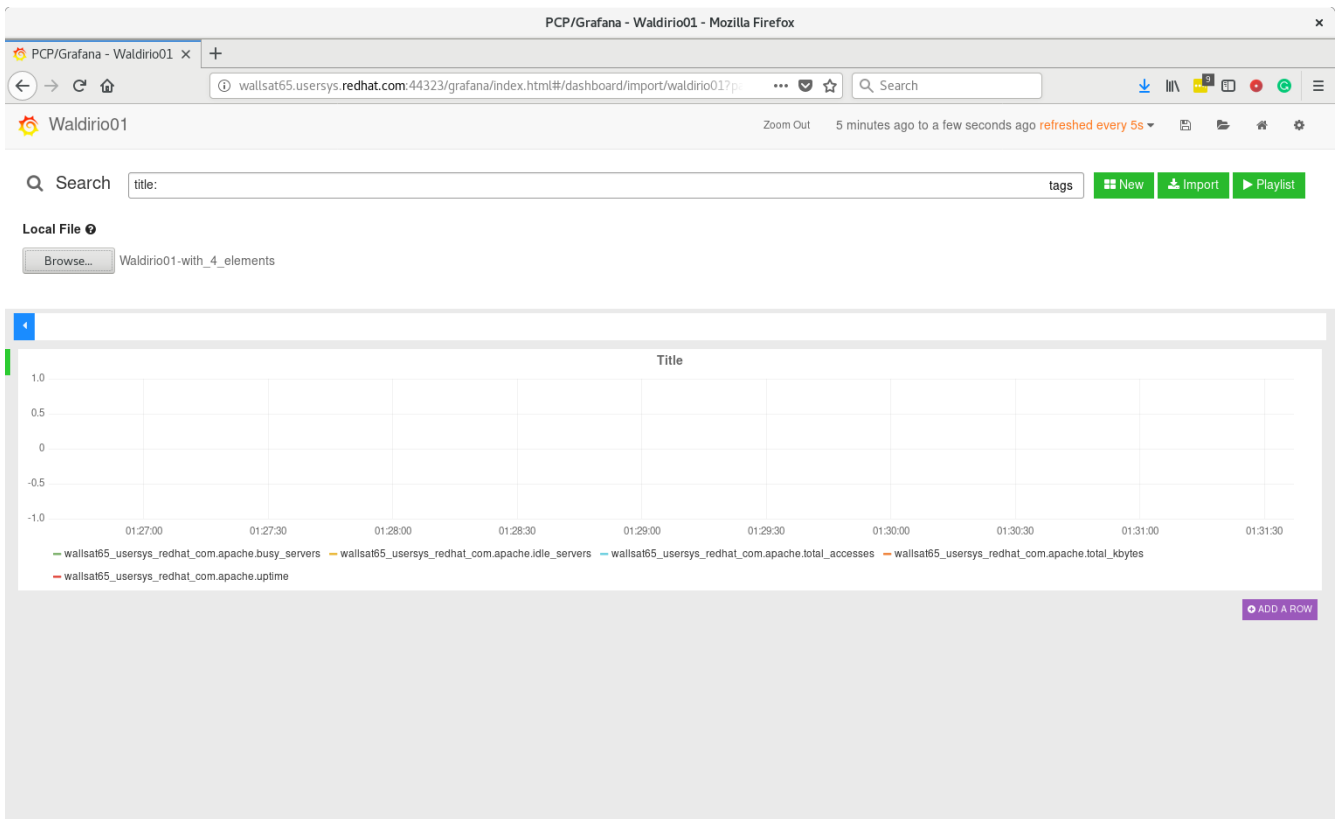 PCP/Grafana - Waldirio01 - Mozilla Firefox ×
PCP/Grafana - Waldirio01 × +
wallsat65.usersys.redhat.com:44323/grafana/index.html#/dashboard/import/waldirio01?p ••• Search 9
Waldirio01 Zoom Out 5 minutes ago to a few seconds ago refreshed every 5s
Search title: tags New Import Playlist
Local File
Browse... Waldirio01-with_4_elements
Title
1.0
0.5
0
-0.5
-1.0
01:27:00 01:27:30 01:28:00 01:28:30 01:29:00 01:29:30 01:30:00 01:30:30 01:31:00 01:31:30
wallsat65_usersys_redhat_com.apache.busy_servers wallsat65_usersys_redhat_com.apache.idle_servers wallsat65_usersys_redhat_com.apache.total_accesses wallsat65_usersys_redhat_com.apache.total_kbytes
wallsat65_usersys_redhat_com.apache.uptime
ADD A ROW